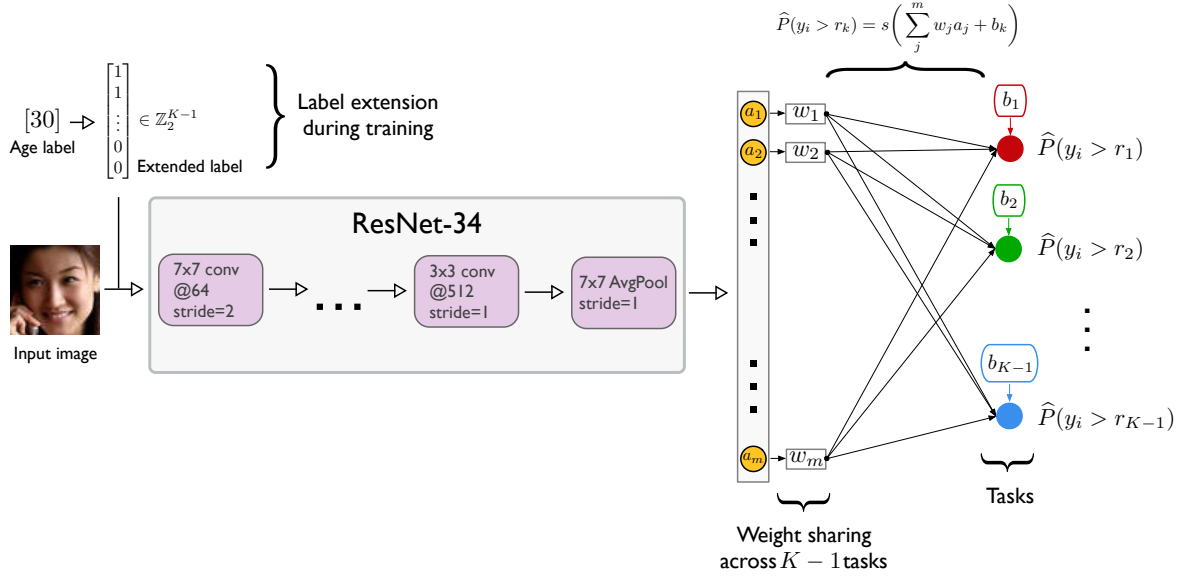 P̂(y_i > r_k) = s(∑_j^m w_j a_j + b_k)
[30]
Age label
1
1
⋮
0
0
∈ ℤ_2^{K−1}
Extended label
Label extension
during training
Input image
ResNet-34
7x7 conv
@64
stride=2
...
3x3 conv
@512
stride=1
7x7 AvgPool
stride=1
a_1
w_1
a_2
w_2
a_m
w_m
b_1
P̂(y_i > r_1)
b_2
P̂(y_i > r_2)
b_{K−1}
P̂(y_i > r_{K−1})
Tasks
Weight sharing
across K − 1 tasks